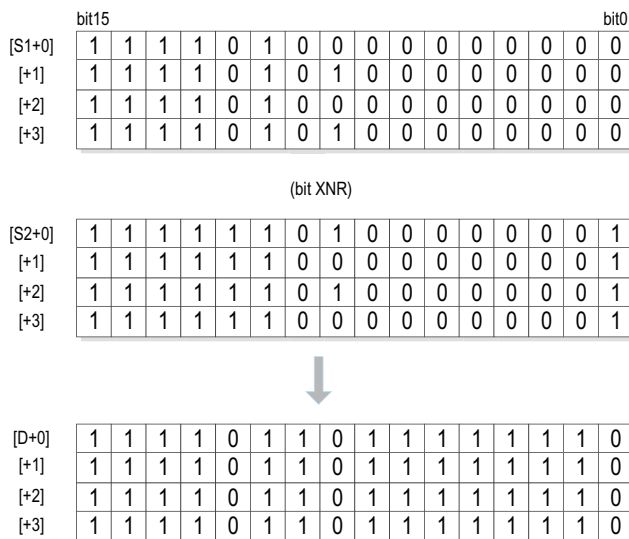 bit15 bit0
[S1+0] 1 1 1 1 0 1 0 0 0 0 0 0 0 0 0 0
[+1] 1 1 1 1 0 1 0 1 0 0 0 0 0 0 0 0
[+2] 1 1 1 1 0 1 0 0 0 0 0 0 0 0 0 0
[+3] 1 1 1 1 0 1 0 1 0 0 0 0 0 0 0 0
(bit XNR)
[S2+0] 1 1 1 1 1 1 0 1 0 0 0 0 0 0 0 1
[+1] 1 1 1 1 1 1 0 0 0 0 0 0 0 0 0 1
[+2] 1 1 1 1 1 1 0 1 0 0 0 0 0 0 0 1
[+3] 1 1 1 1 1 1 0 0 0 0 0 0 0 0 0 1
[D+0] 1 1 1 1 0 1 1 0 1 1 1 1 1 1 1 0
[+1] 1 1 1 1 0 1 1 0 1 1 1 1 1 1 1 0
[+2] 1 1 1 1 0 1 1 0 1 1 1 1 1 1 1 0
[+3] 1 1 1 1 0 1 1 0 1 1 1 1 1 1 1 0